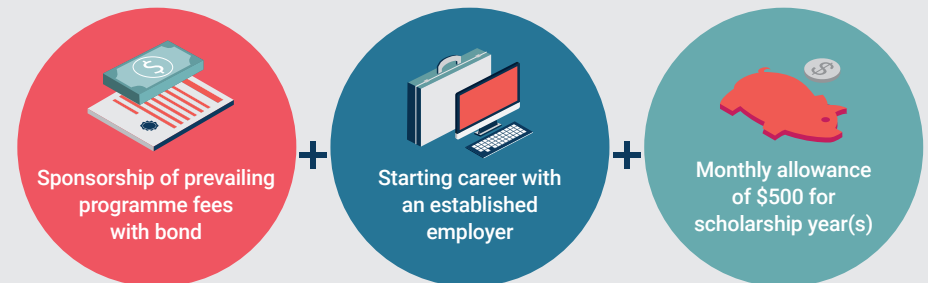 Sponsorship of prevailing
programme fees
with bond
+
Starting career with
an established
employer
+
Monthly allowance
of $500 for
scholarship year(s)